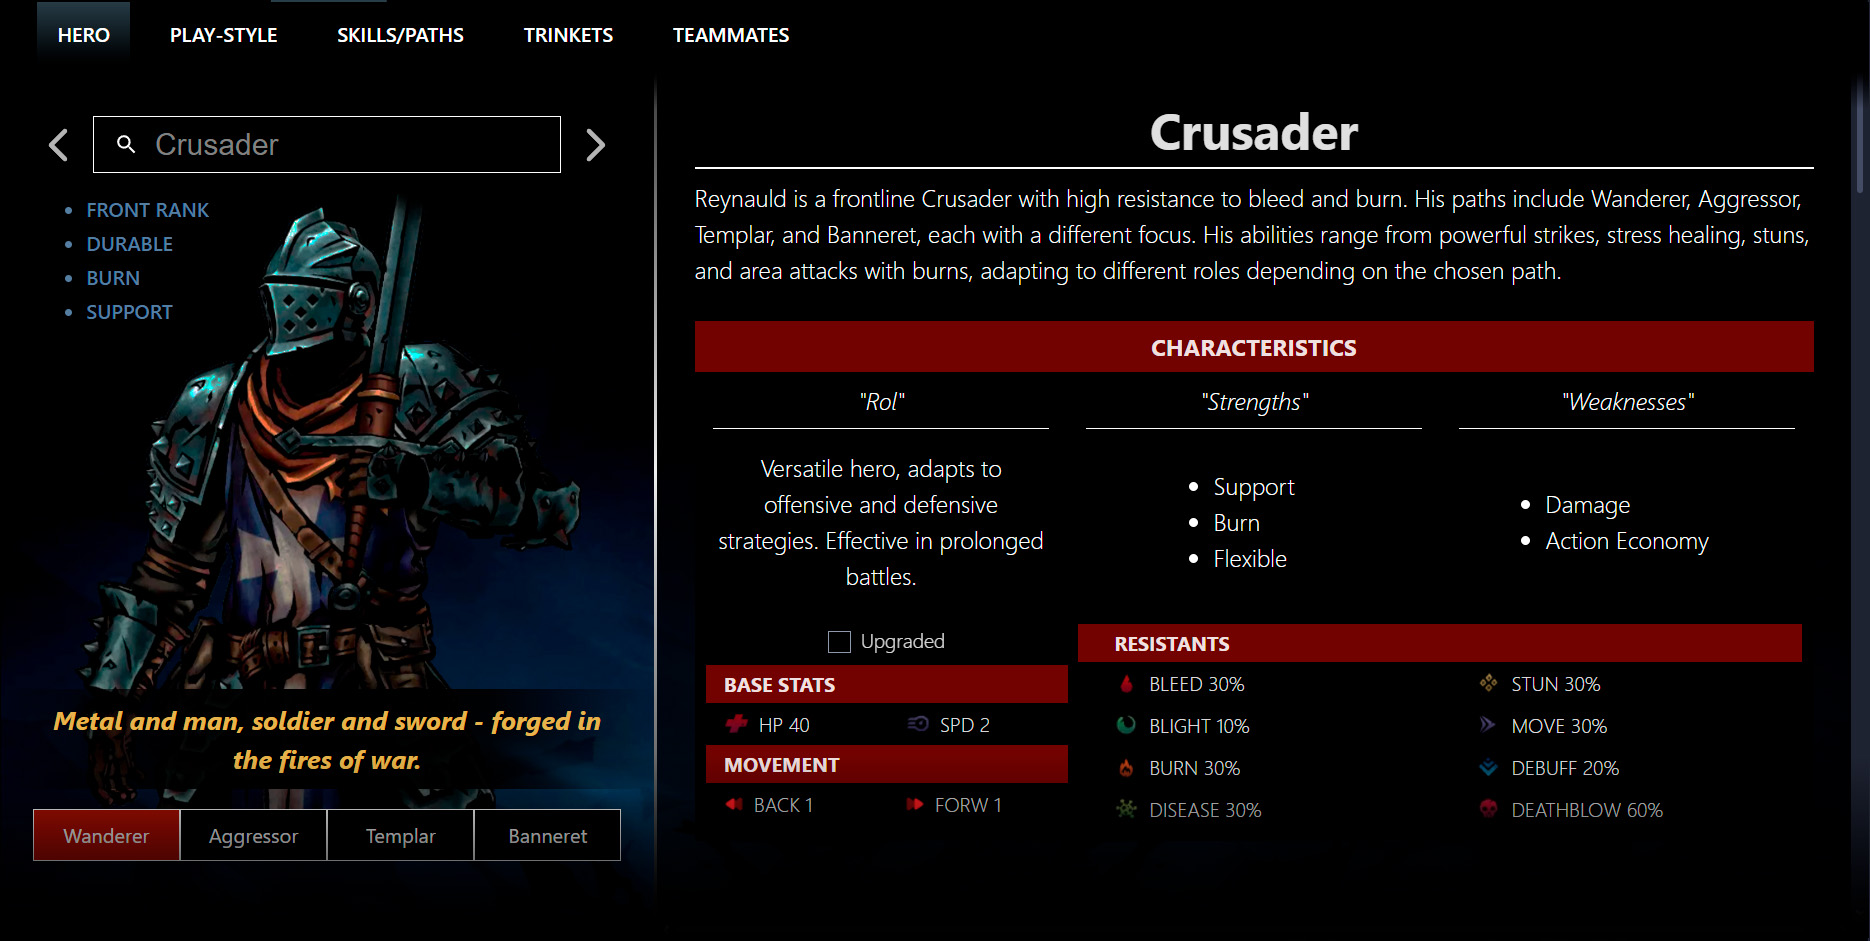 HERO
PLAY-STYLE
SKILLS/PATHS
TRINKETS
TEAMMATES
Crusader
FRONT RANK
DURABLE
BURN
SUPPORT
Metal and man, soldier and sword - forged in
the fires of war.
Wanderer
Aggressor
Templar
Banneret
Crusader
Reynauld is a frontline Crusader with high resistance to bleed and burn. His paths include Wanderer, Aggressor,
Templar, and Banneret, each with a different focus. His abilities range from powerful strikes, stress healing, stuns,
and area attacks with burns, adapting to different roles depending on the chosen path.
CHARACTERISTICS
"Rol"
Versatile hero, adapts to
offensive and defensive
strategies. Effective in prolonged
battles.
"Strengths"
Support
Burn
Flexible
"Weaknesses"
Damage
Action Economy
Upgraded
BASE STATS
HP 40
SPD 2
MOVEMENT
BACK 1
FORW 1
RESISTANTS
BLEED 30%
STUN 30%
BLIGHT 10%
MOVE 30%
BURN 30%
DEBUFF 20%
DISEASE 30%
DEATHBLOW 60%